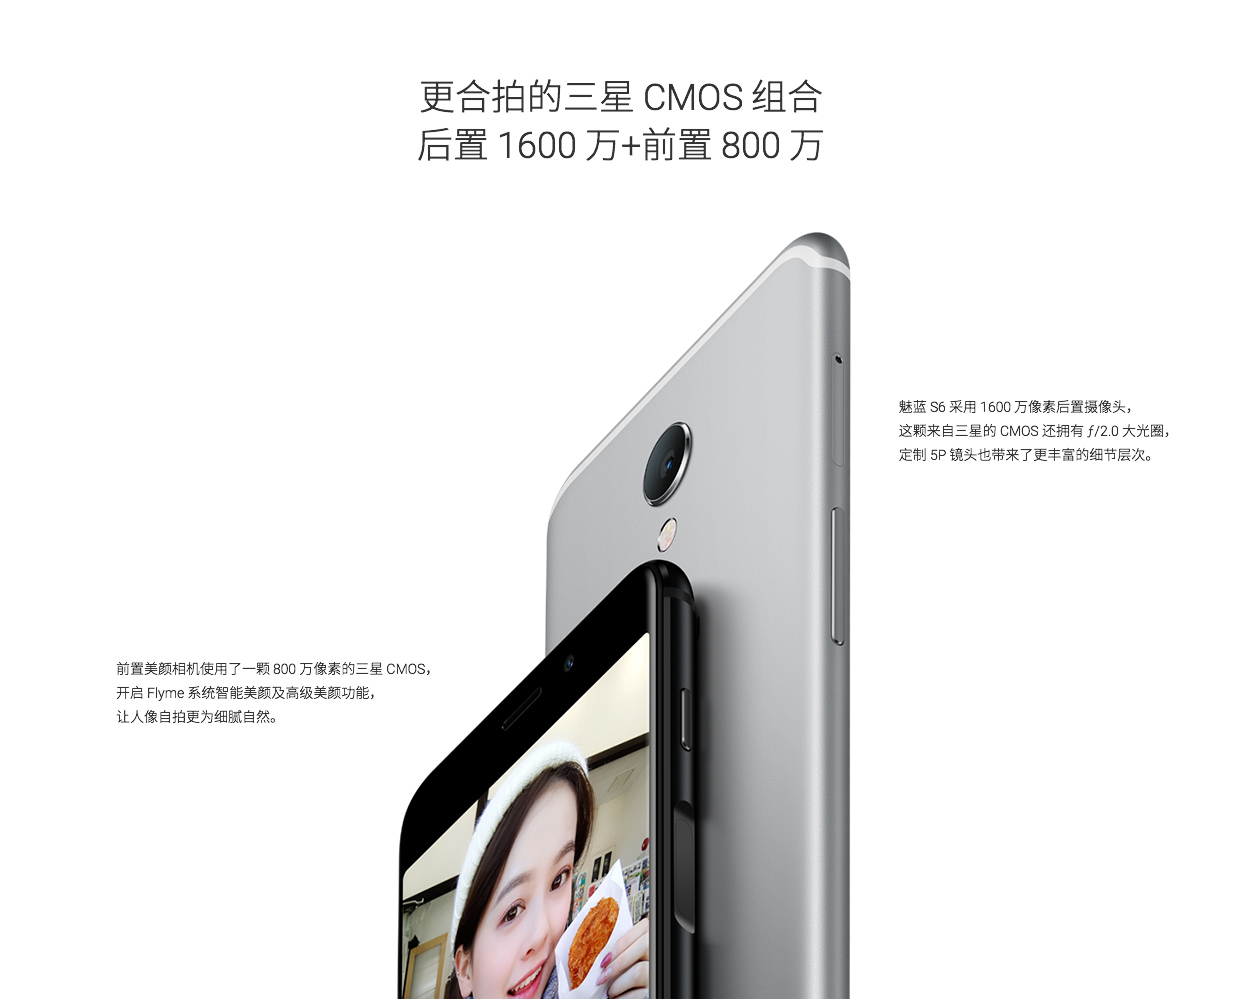 更合拍的三星 CMOS 组合
后置 1600 万+前置 800 万
魅蓝 S6 采用 1600 万像素后置摄像头，
这颗来自三星的 CMOS 还拥有 ƒ/2.0 大光圈，
定制 5P 镜头也带来了更丰富的细节层次。
前置美颜相机使用了一颗 800 万像素的三星 CMOS，
开启 Flyme 系统智能美颜及高级美颜功能，
让人像自拍更为细腻自然。